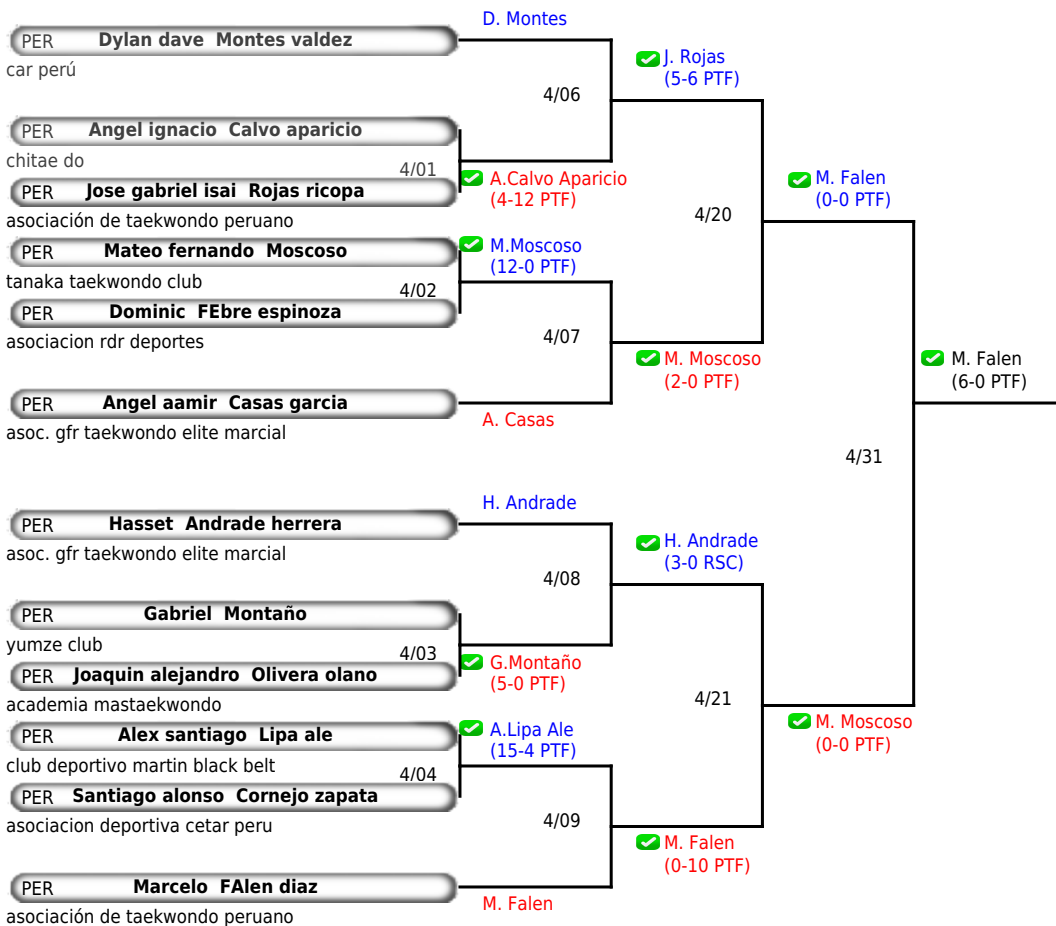 D. Montes
PER Dylan dave Montes valdez
car perú
J. Rojas
(5-6 PTF)
4/06
PER Angel ignacio Calvo aparicio
chitae do
4/01
A.Calvo Aparicio
(4-12 PTF)
PER Jose gabriel isai Rojas ricopa
asociación de taekwondo peruano
M. Falen
(0-0 PTF)
4/20
PER Mateo fernando Moscoso
tanaka taekwondo club
M.Moscoso
(12-0 PTF)
4/02
PER Dominic FEbre espinoza
asociacion rdr deportes
4/07
M. Moscoso
(2-0 PTF)
M. Falen
(6-0 PTF)
PER Angel aamir Casas garcia
asoc. gfr taekwondo elite marcial
A. Casas
4/31
H. Andrade
PER Hasset Andrade herrera
asoc. gfr taekwondo elite marcial
H. Andrade
(3-0 RSC)
4/08
PER Gabriel Montaño
yumze club
4/03
G.Montaño
(5-0 PTF)
PER Joaquin alejandro Olivera olano
academia mastaekwondo
4/21
M. Moscoso
(0-0 PTF)
PER Alex santiago Lipa ale
club deportivo martin black belt
A.Lipa Ale
(15-4 PTF)
4/04
PER Santiago alonso Cornejo zapata
asociacion deportiva cetar peru
4/09
M. Falen
(0-10 PTF)
PER Marcelo FAlen diaz
asociación de taekwondo peruano
M. Falen